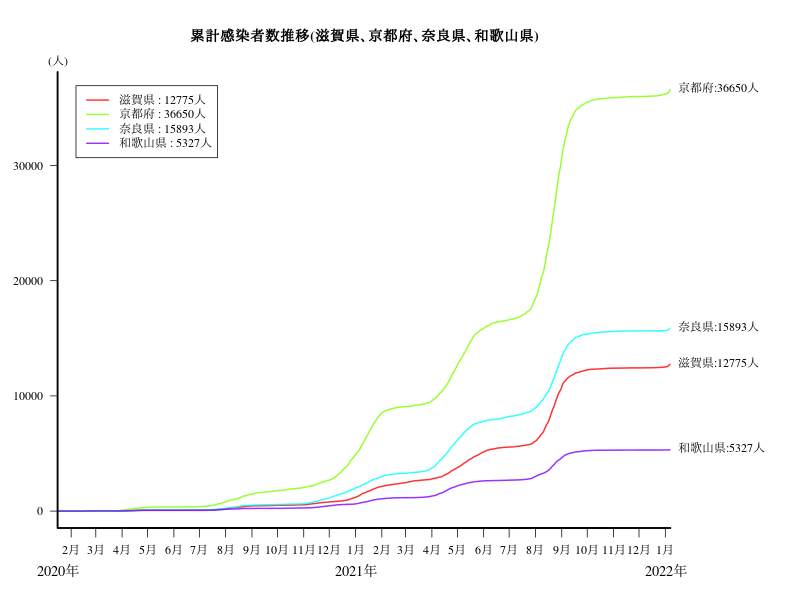 累計感染者数推移(滋賀県、京都府、奈良県、和歌山県)
(人)
滋賀県 : 12775人
京都府 : 36650人
奈良県 : 15893人
和歌山県 : 5327人
京都府:36650人
30000
20000
奈良県:15893人
滋賀県:12775人
10000
和歌山県:5327人
0
2月 3月 4月 5月 6月 7月 8月 9月 10月 11月 12月 1月 2月 3月 4月 5月 6月 7月 8月 9月 10月 11月 12月 1月
2020年 2021年 2022年